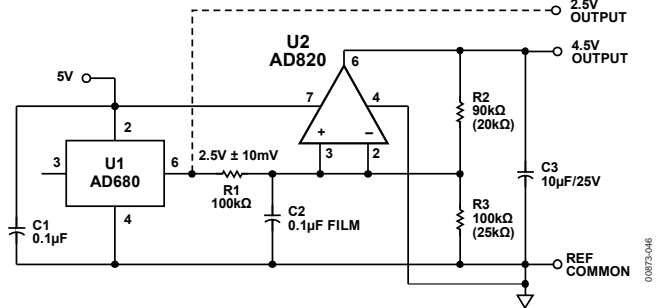 2.5V
OUTPUT
U2
AD820
6
4.5V
OUTPUT
5V
7
4
R2
90kΩ
(20kΩ)
2
+
–
3
U1
AD680
6
2.5V ± 10mV
3
2
R1
100kΩ
C3
10µF/25V
C1
0.1µF
4
C2
0.1µF FILM
R3
100kΩ
(25kΩ)
REF
COMMON
00873-046